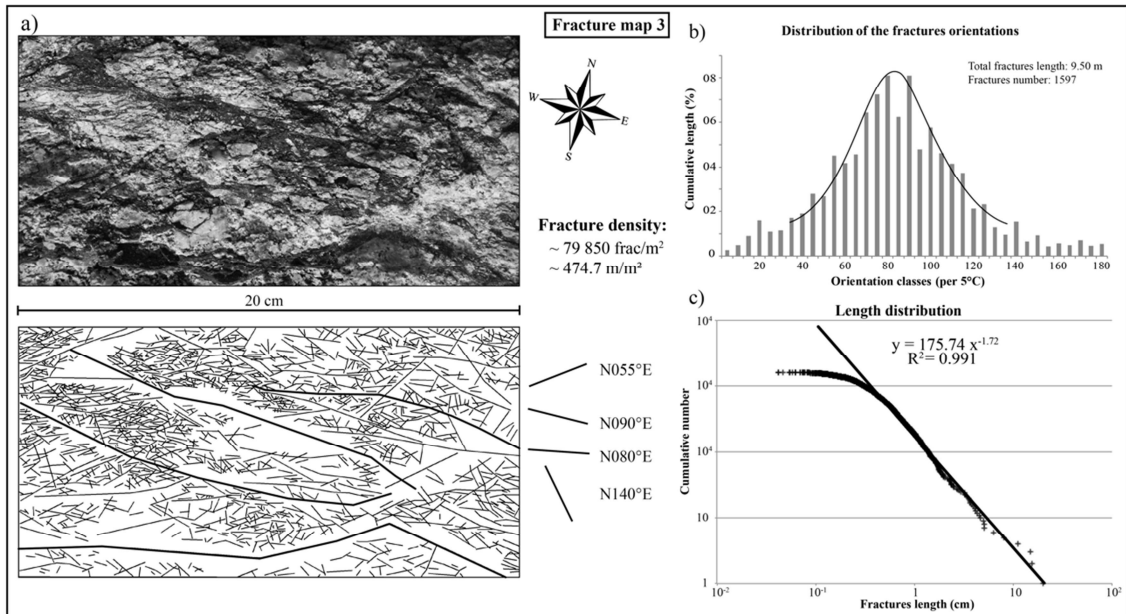 a)
Fracture map 3
N
W
E
S
Fracture density:
~ 79 850 frac/m²
~ 474.7 m/m²
20 cm
N055°E
N090°E
N080°E
N140°E
b)
Distribution of the fractures orientations
Total fractures length: 9.50 m
Fractures number: 1597
Cumulative length (%)
08
06
04
02
0
20 40 60 80 100 120 140 160 180
Orientation classes (per 5°C)
c)
Length distribution
y = 175.74 x⁻¹·⁷²
R² = 0.991
Cumulative number
10⁴
10⁴
10⁴
10
1
10⁻² 10⁻¹ 1 10 10²
Fractures length (cm)